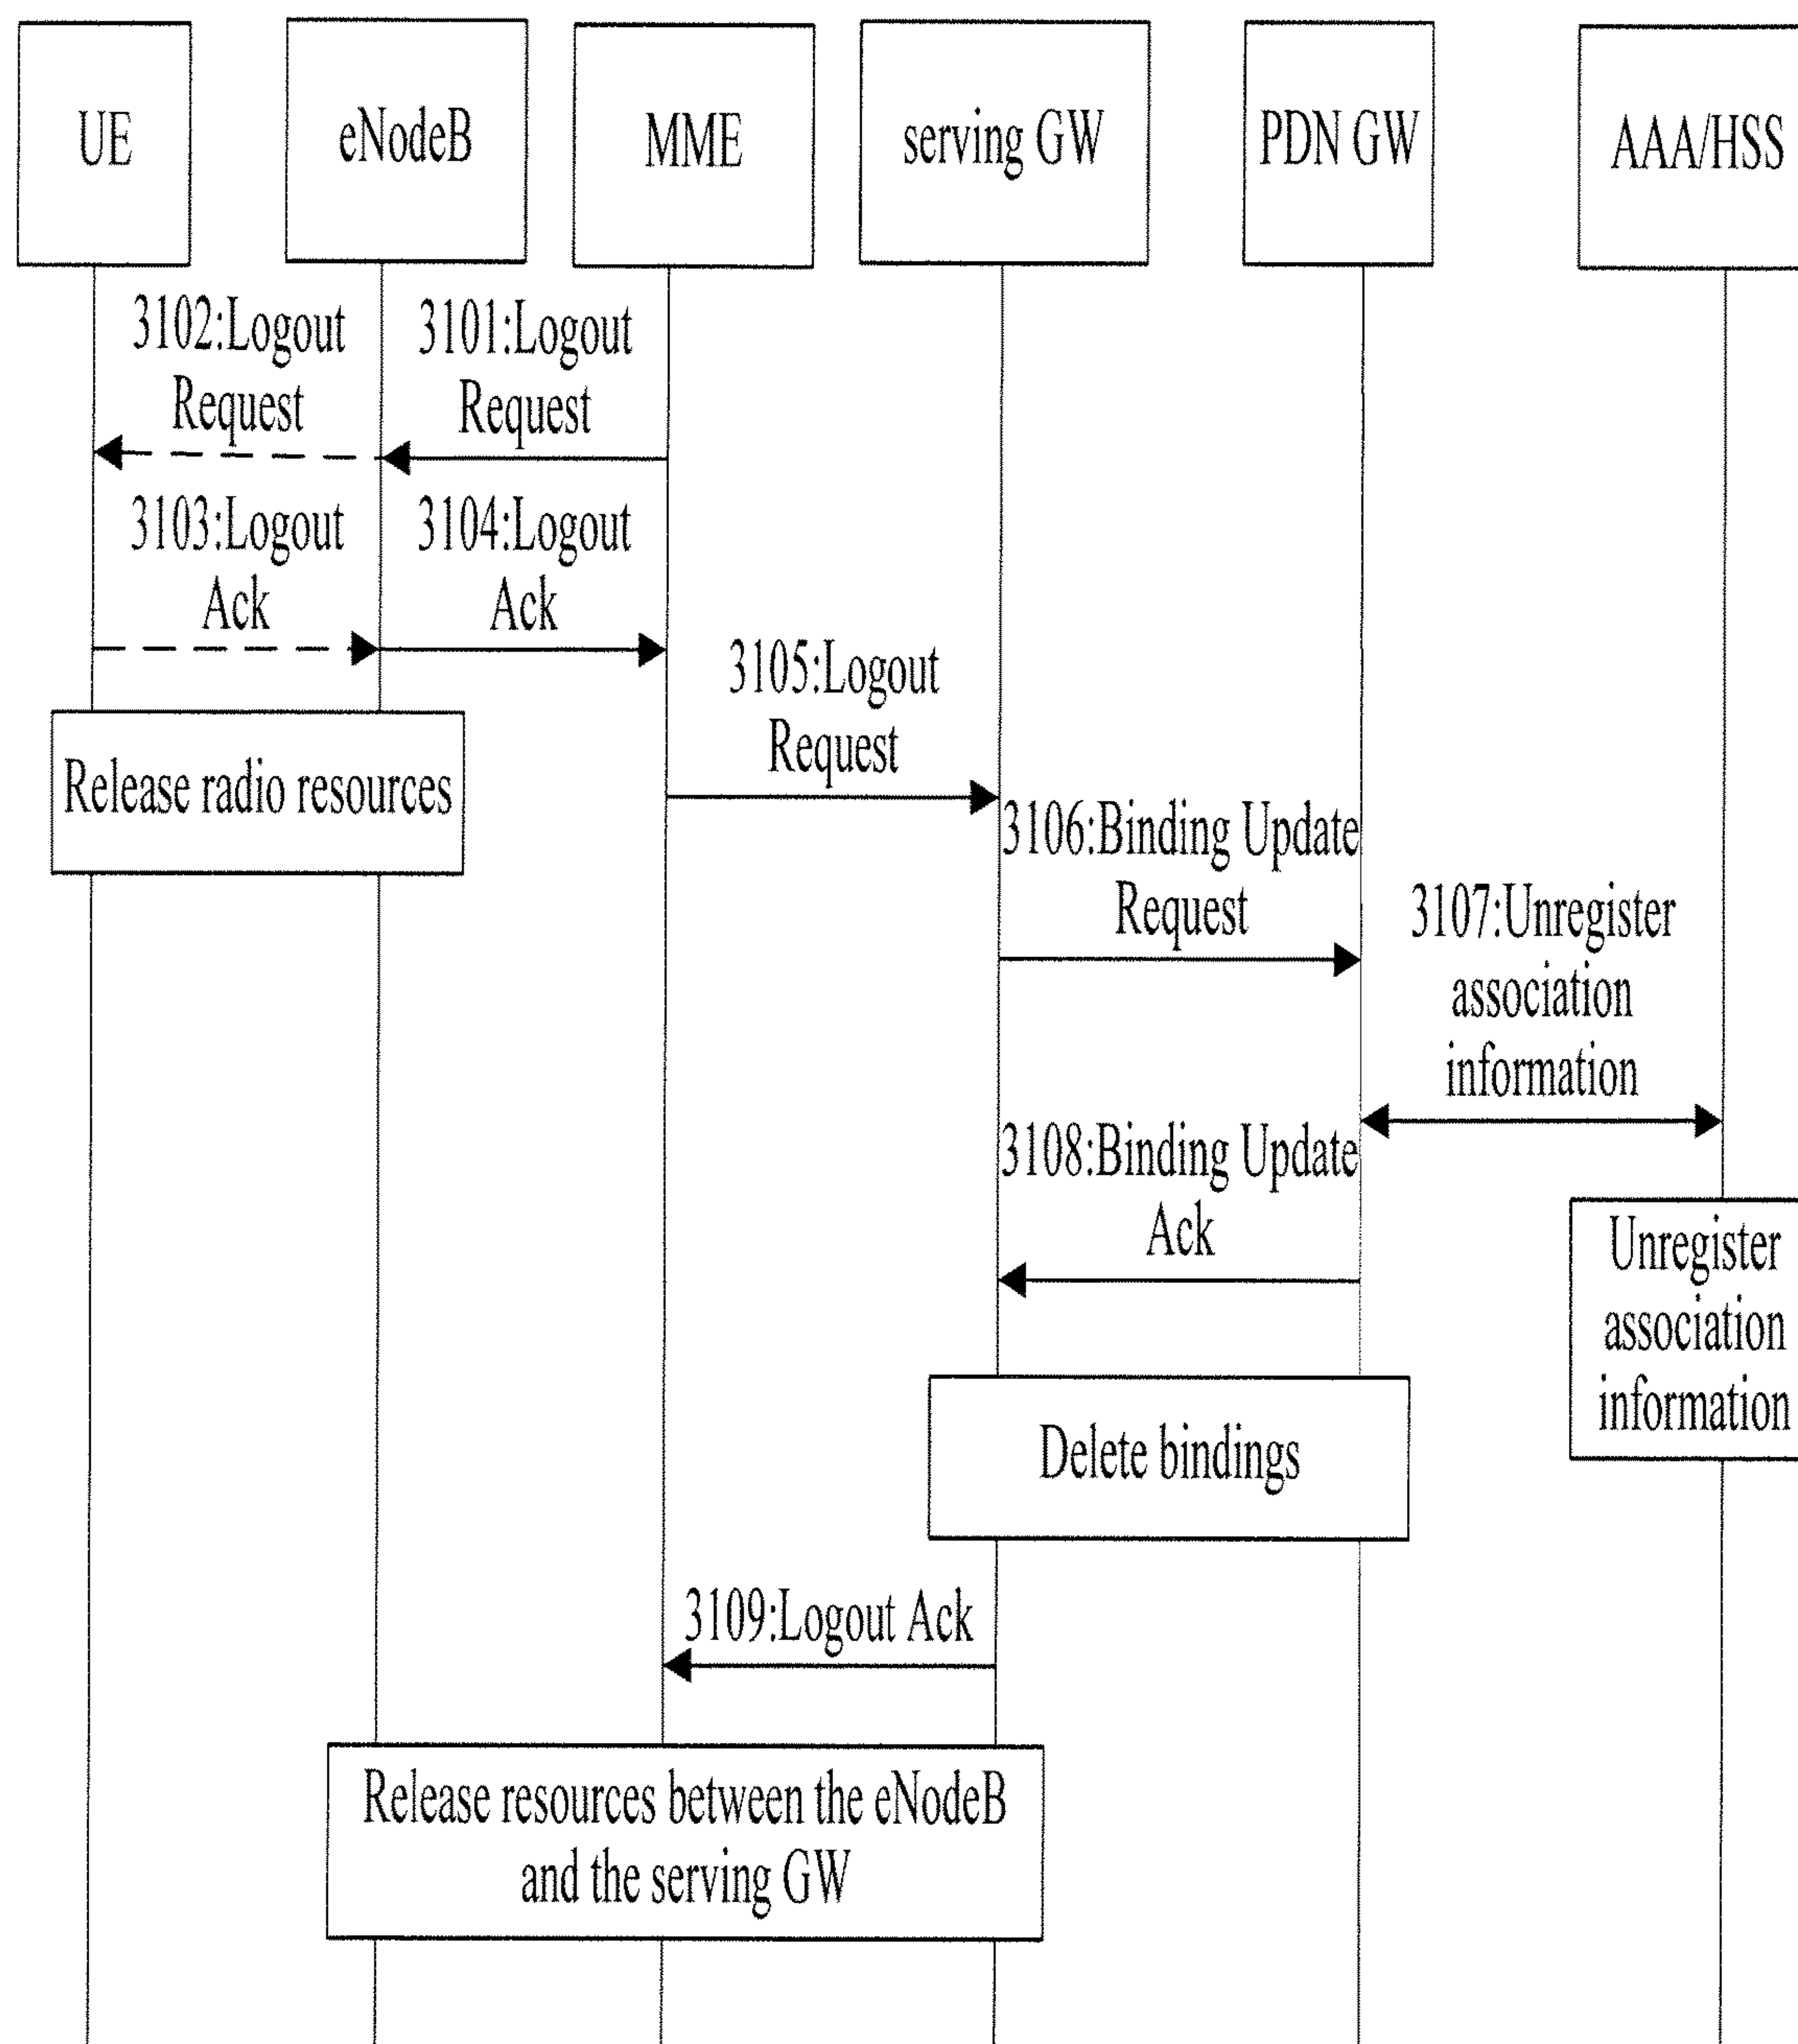 UE
eNodeB
MME
serving GW
PDN GW
AAA/HSS
3102:Logout
Request
3101:Logout
Request
3103:Logout
Ack
3104:Logout
Ack
3105:Logout
Request
Release radio resources
3106:Binding Update
Request
3107:Unregister
association
information
3108:Binding Update
Ack
Unregister
association
information
Delete bindings
3109:Logout Ack
Release resources between the eNodeB
and the serving GW